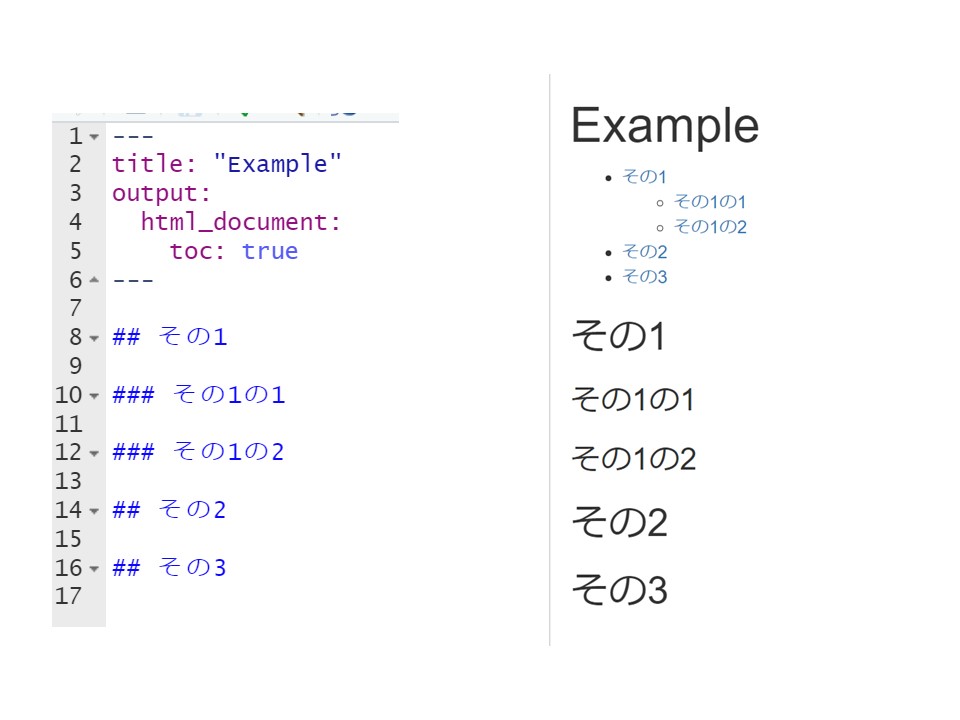 1 ---
2 title: "Example"
3 output:
4   html_document:
5     toc: true
6 ---
7
8 ## その1
9
10 ### その1の1
11
12 ### その1の2
13
14 ## その2
15
16 ## その3
17
Example
• その1
○ その1の1
○ その1の2
• その2
• その3
その1
その1の1
その1の2
その2
その3